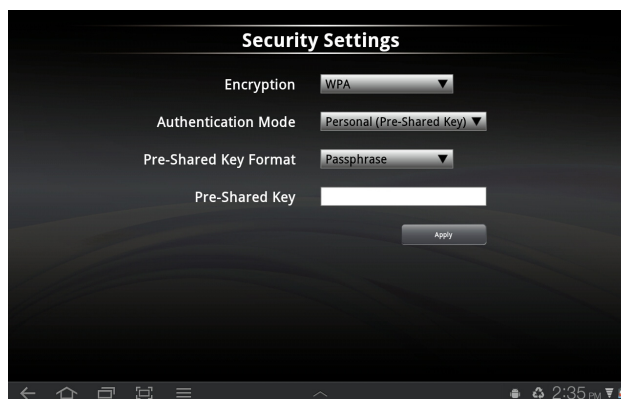 Security Settings
Encryption WPA
Authentication Mode Personal (Pre-Shared Key)
Pre-Shared Key Format Passphrase
Pre-Shared Key
Apply
2:35 PM